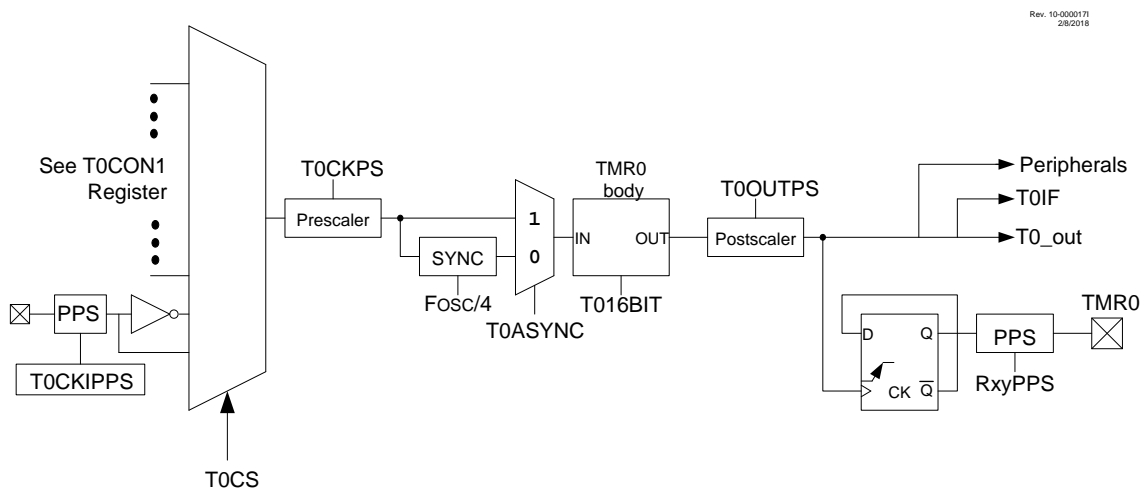 Rev. 10-000017I
2/8/2018
See T0CON1
Register
T0CKPS
Prescaler
SYNC
FOSC/4
1
0
T0ASYNC
TMR0
body
IN
OUT
T016BIT
T0OUTPS
Postscaler
Peripherals
T0IF
T0_out
PPS
T0CKIPPS
T0CS
D
Q
CK
Q
PPS
RxyPPS
TMR0